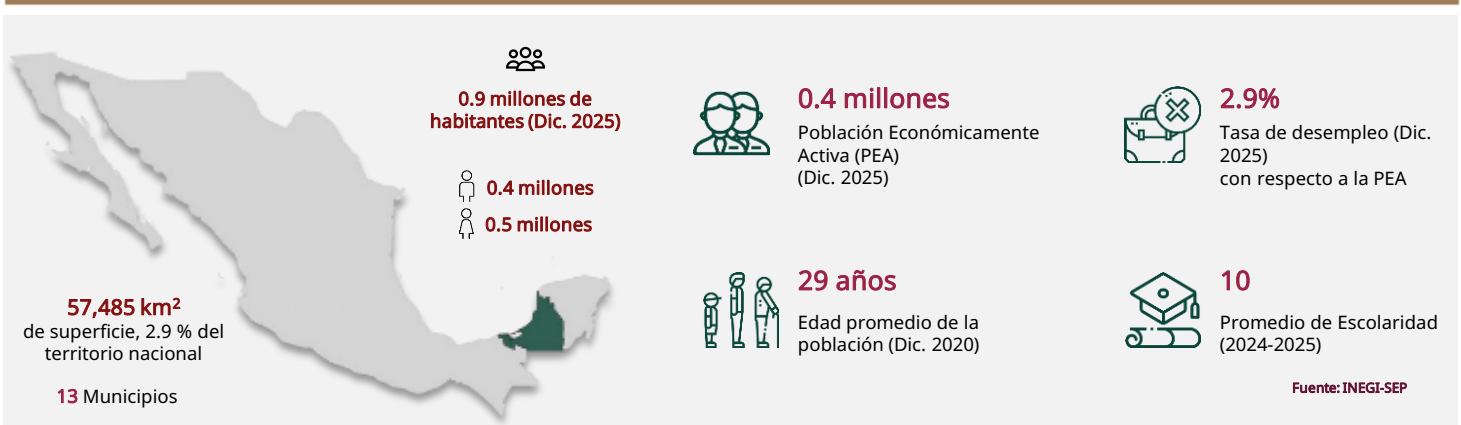 0.9 millones de
habitantes (Dic. 2025)
0.4 millones
0.5 millones
57,485 km²
de superficie, 2.9 % del
territorio nacional
13 Municipios
0.4 millones
Población Económicamente
Activa (PEA)
(Dic. 2025)
2.9%
Tasa de desempleo (Dic.
2025)
con respecto a la PEA
29 años
Edad promedio de la
población (Dic. 2020)
10
Promedio de Escolaridad
(2024-2025)
Fuente: INEGI-SEP